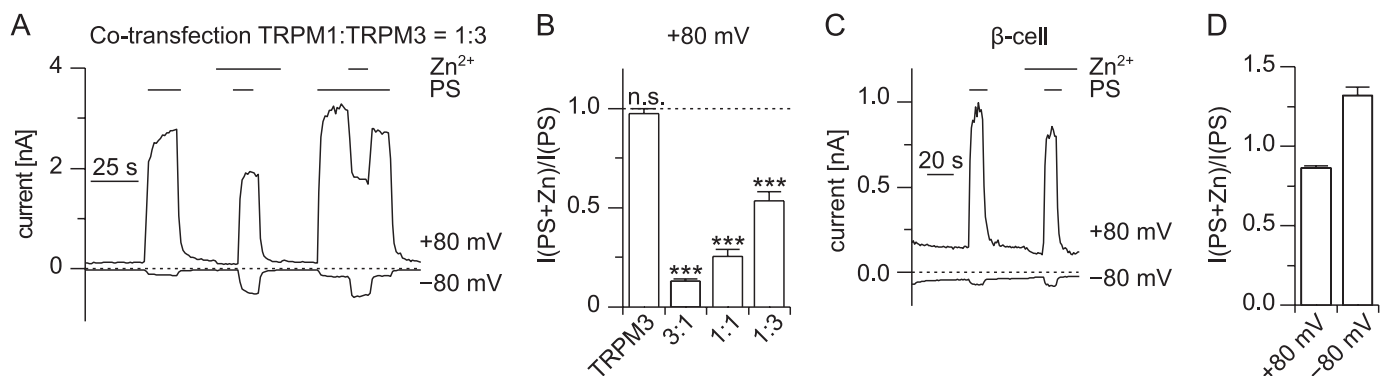 A
Co-transfection TRPM1:TRPM3 = 1:3
Zn²⁺
PS
4
2
0
current [nA]
25 s
+80 mV
−80 mV
B
+80 mV
n.s.
***
***
***
1.0
0.5
0
I(PS+Zn)/I(PS)
TRPM3
3:1
1:1
1:3
C
β-cell
Zn²⁺
PS
1.0
0.5
0.0
current [nA]
20 s
+80 mV
−80 mV
D
1.5
1.0
0.5
0.0
I(PS+Zn)/I(PS)
+80 mV
−80 mV